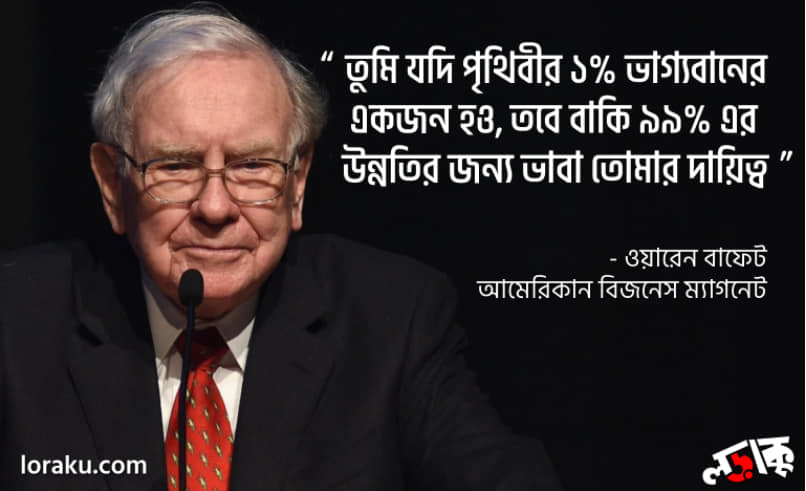 “ তুমি যদি পৃথিবীর ১% ভাগ্যবানের
একজন হও, তবে বাকি ৯৯% এর
উন্নতির জন্য ভাবা তোমার দায়িত্ব ”
- ওয়ারেন বাফেট
আমেরিকান বিজনেস ম্যাগনেট
loraku.com
লড়াকু